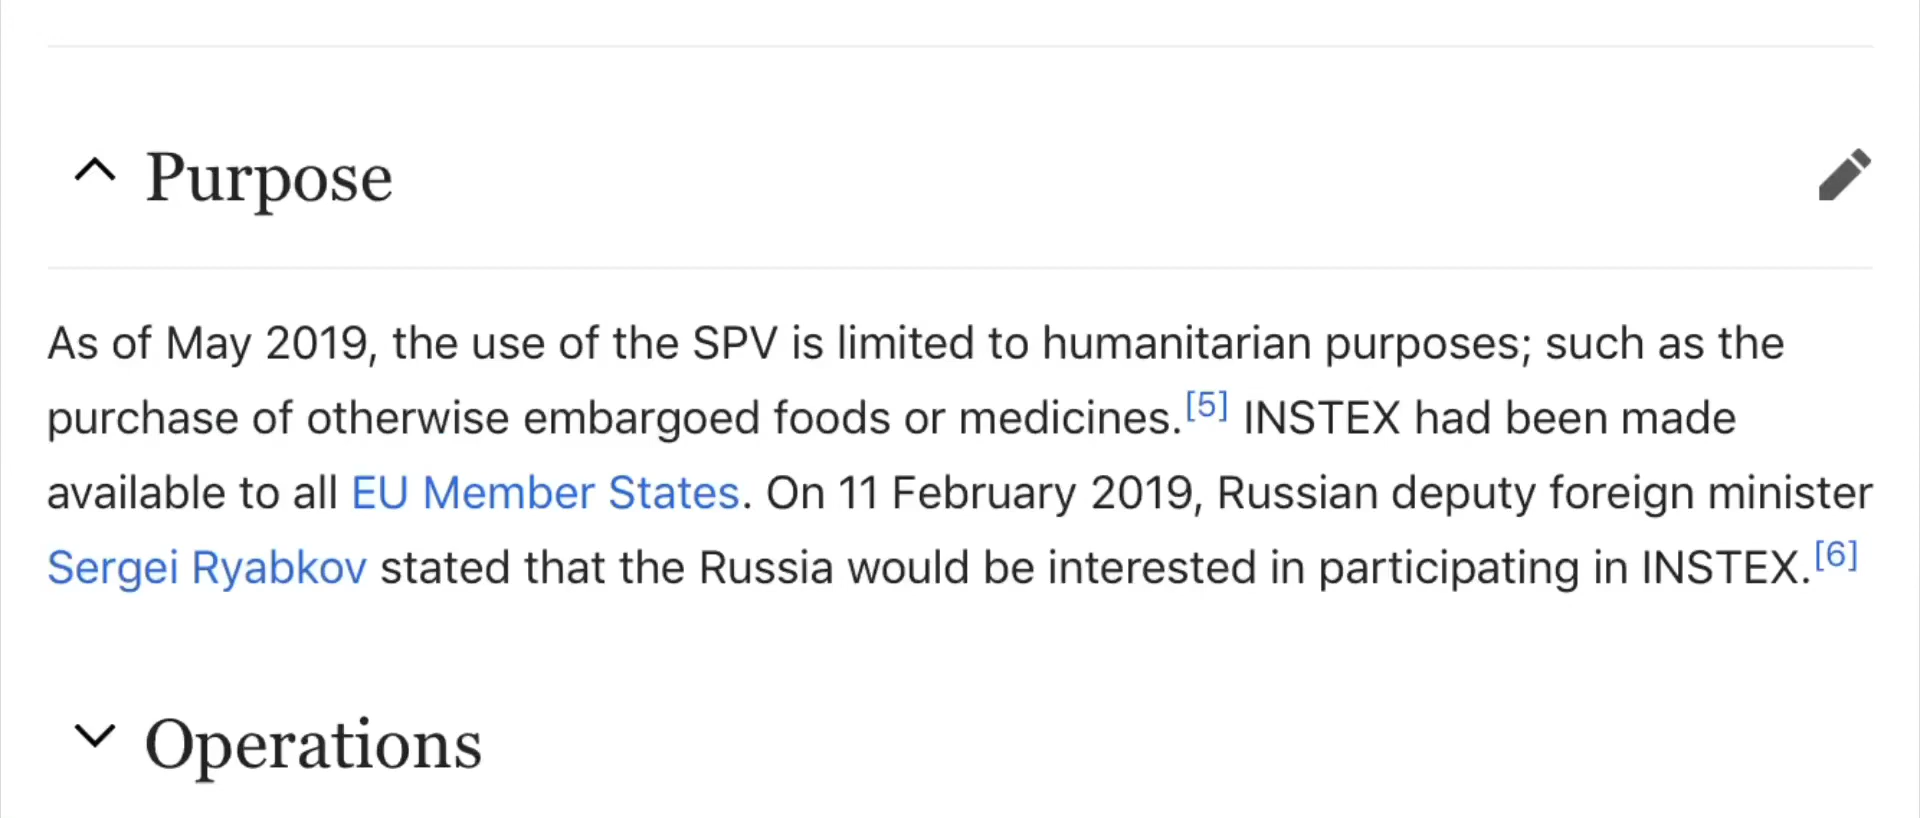 Purpose
As of May 2019, the use of the SPV is limited to humanitarian purposes; such as the
purchase of otherwise embargoed foods or medicines.[5] INSTEX had been made
available to all EU Member States. On 11 February 2019, Russian deputy foreign minister
Sergei Ryabkov stated that the Russia would be interested in participating in INSTEX.[6]
Operations